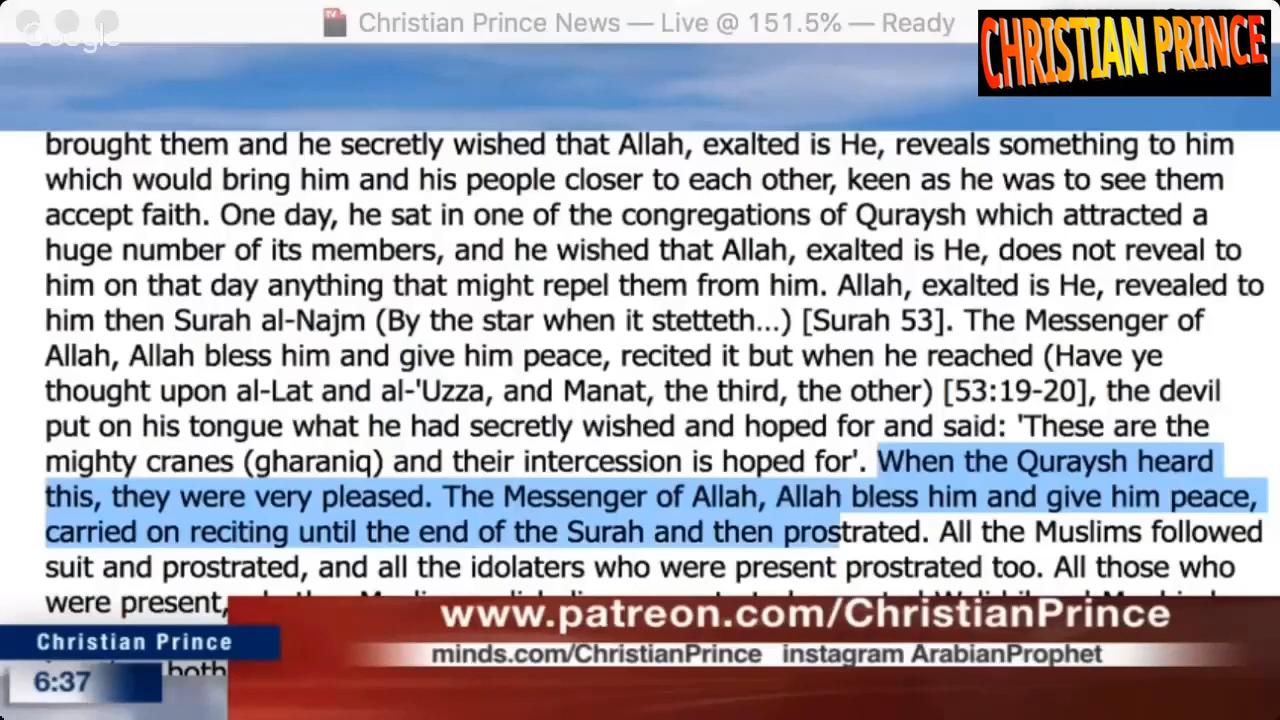 Christian Prince News — Live @ 151.5% — Ready
Google
CHRISTIAN PRINCE
brought them and he secretly wished that Allah, exalted is He, reveals something to him
which would bring him and his people closer to each other, keen as he was to see them
accept faith. One day, he sat in one of the congregations of Quraysh which attracted a
huge number of its members, and he wished that Allah, exalted is He, does not reveal to
him on that day anything that might repel them from him. Allah, exalted is He, revealed to
him then Surah al-Najm (By the star when it stetteth...) [Surah 53]. The Messenger of
Allah, Allah bless him and give him peace, recited it but when he reached (Have ye
thought upon al-Lat and al-'Uzza, and Manat, the third, the other) [53:19-20], the devil
put on his tongue what he had secretly wished and hoped for and said: 'These are the
mighty cranes (gharaniq) and their intercession is hoped for'. When the Quraysh heard
this, they were very pleased. The Messenger of Allah, Allah bless him and give him peace,
carried on reciting until the end of the Surah and then prostrated. All the Muslims followed
suit and prostrated, and all the idolaters who were present prostrated too. All those who
were present,
both
www.patreon.com/ChristianPrince
Christian Prince
minds.com/ChristianPrince instagram ArabianProphet
6:37